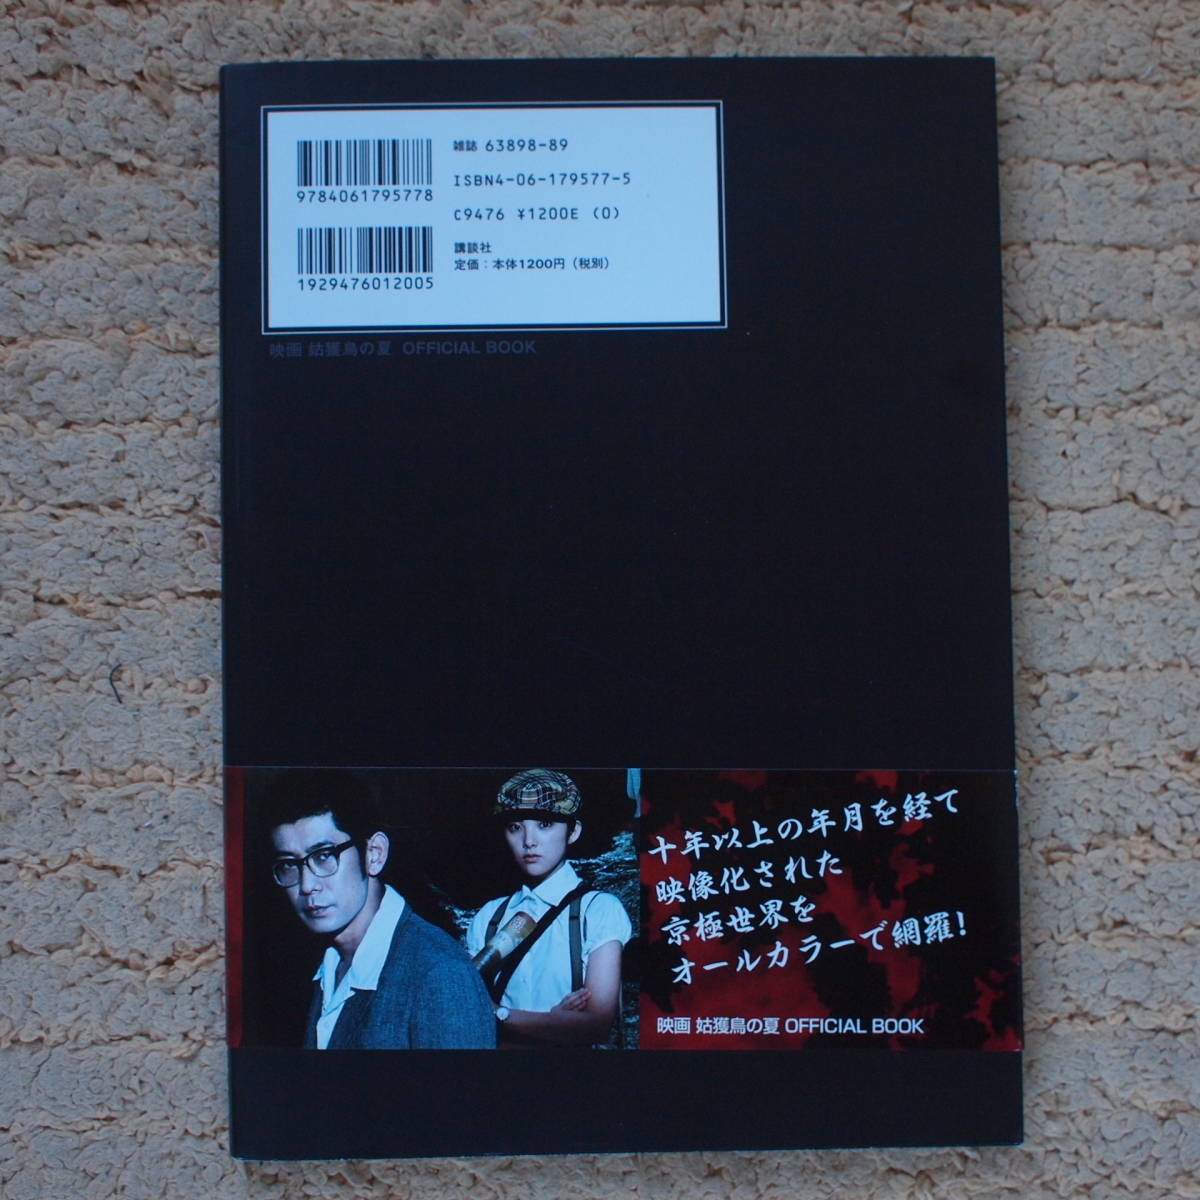 雑誌 63898-89
9784061795778
ISBN4-06-179577-5
C9476 ¥1200E (0)
1929476012005
講談社
定価：本体1200円（税別）
映画 姑獲鳥の夏 OFFICIAL BOOK
十年以上の年月を経て
映像化された
京極世界を
オールカラーで網羅!
映画 姑獲鳥の夏 OFFICIAL BOOK